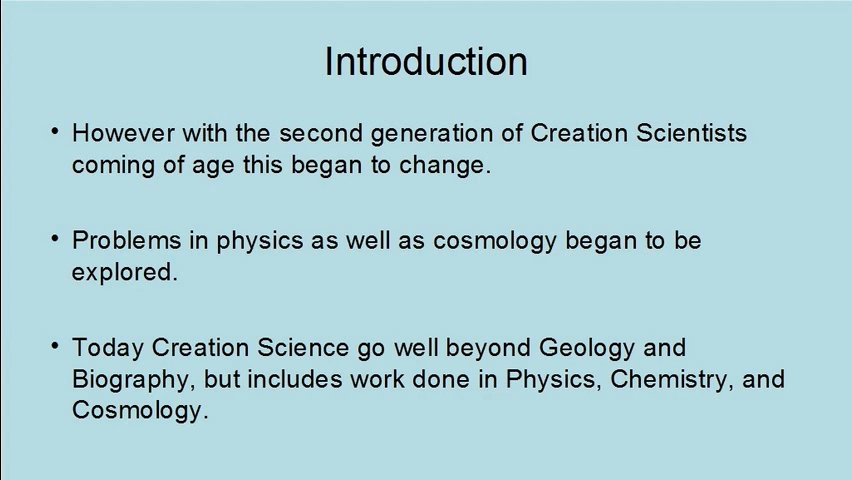 Introduction
• However with the second generation of Creation Scientists
coming of age this began to change.
• Problems in physics as well as cosmology began to be
explored.
• Today Creation Science go well beyond Geology and
Biography, but includes work done in Physics, Chemistry, and
Cosmology.